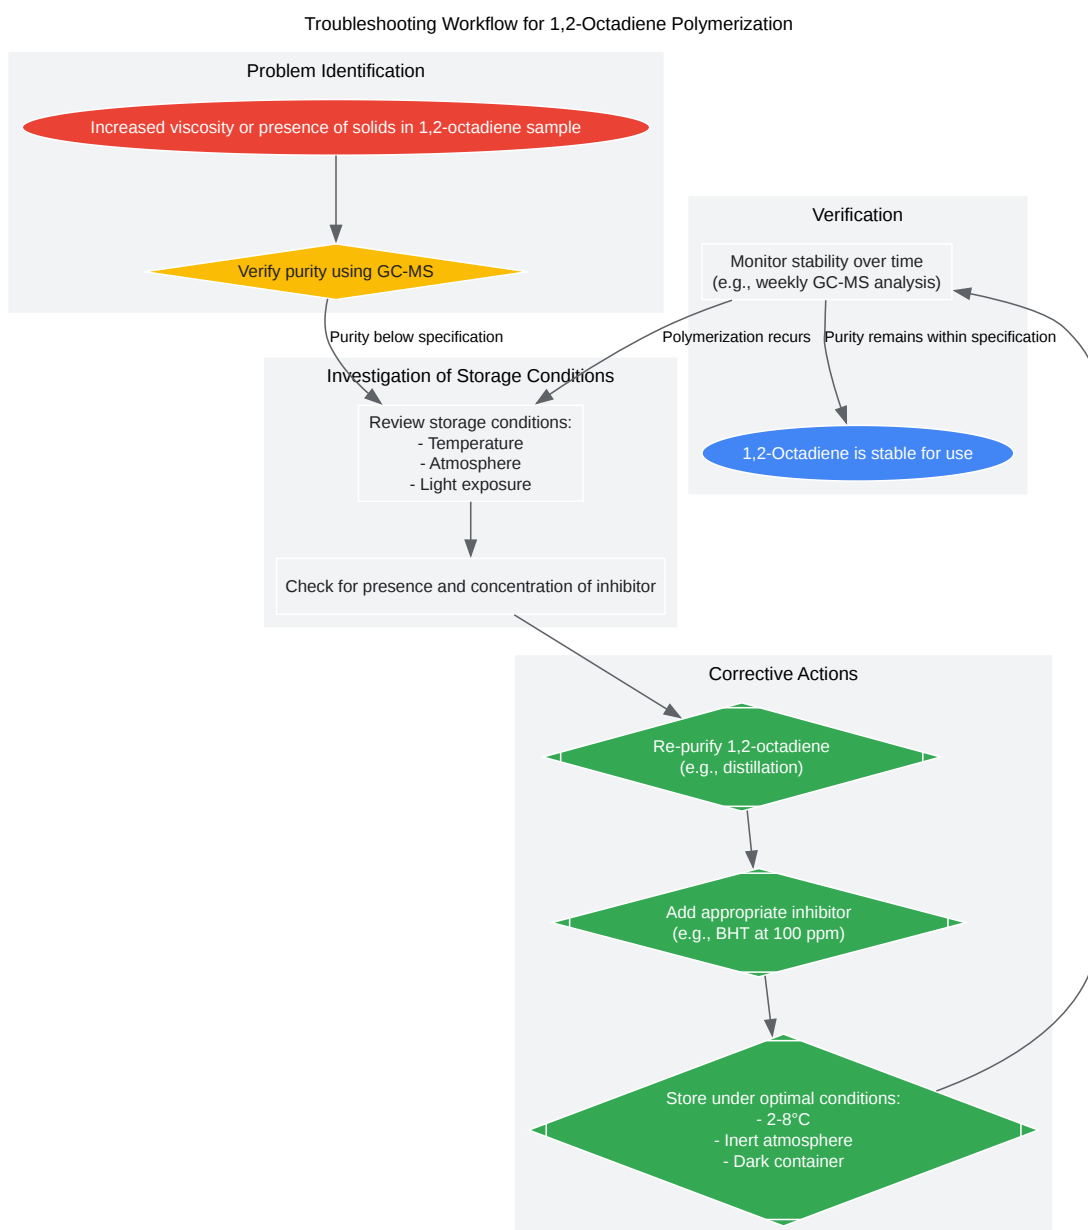 Troubleshooting Workflow for 1,2-Octadiene Polymerization
Problem Identification
Increased viscosity or presence of solids in 1,2-octadiene sample
Verify purity using GC-MS
Purity below specification
Verification
Monitor stability over time
(e.g., weekly GC-MS analysis)
Polymerization recurs
Purity remains within specification
1,2-Octadiene is stable for use
Investigation of Storage Conditions
Review storage conditions:
- Temperature
- Atmosphere
- Light exposure
Check for presence and concentration of inhibitor
Corrective Actions
Re-purify 1,2-octadiene
(e.g., distillation)
Add appropriate inhibitor
(e.g., BHT at 100 ppm)
Store under optimal conditions:
- 2-8°C
- Inert atmosphere
- Dark container